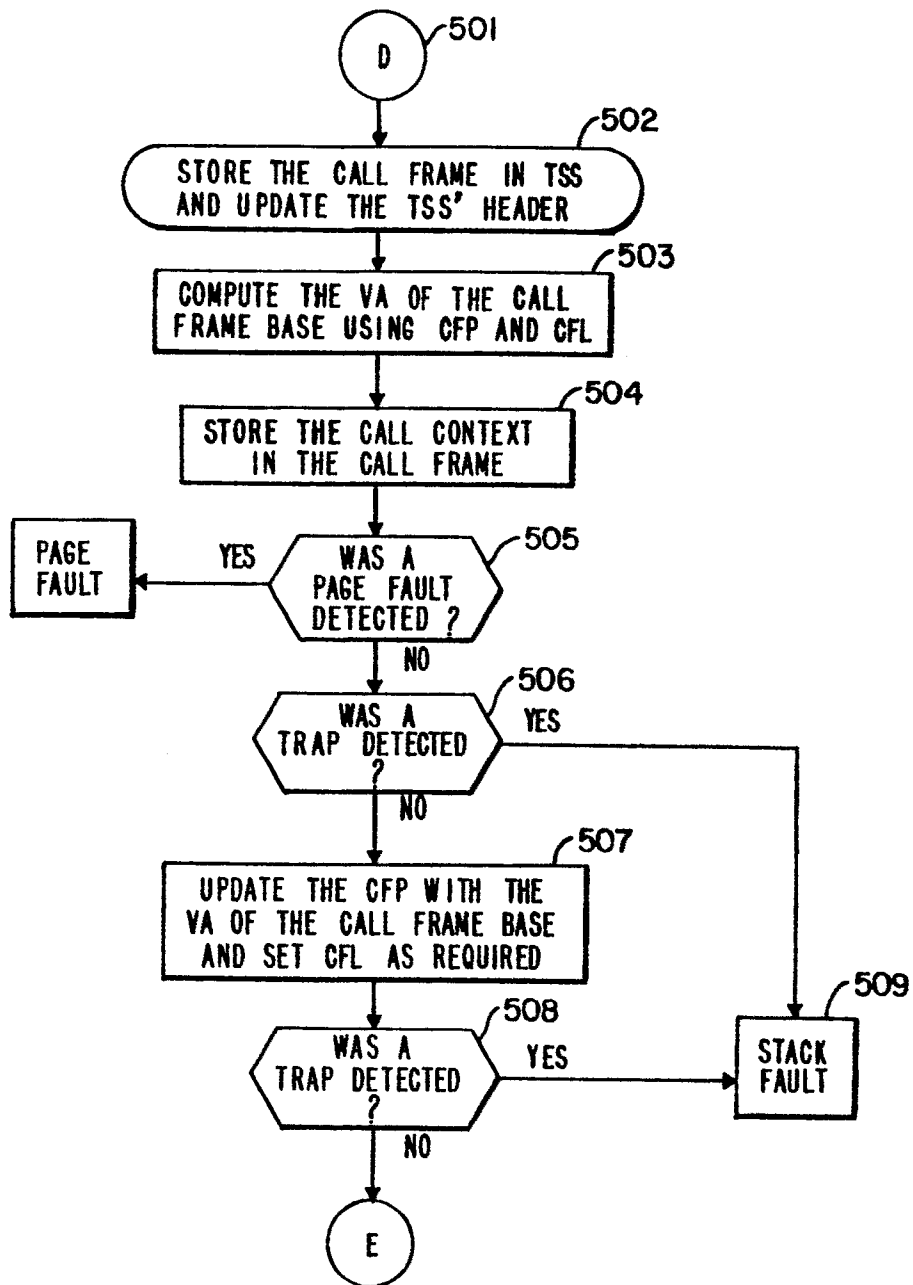 501
D
502
STORE THE CALL FRAME IN TSS
AND UPDATE THE TSS' HEADER
503
COMPUTE THE VA OF THE CALL
FRAME BASE USING CFP AND CFL
504
STORE THE CALL CONTEXT
IN THE CALL FRAME
505
PAGE
FAULT
YES
WAS A
PAGE FAULT
DETECTED ?
NO
506
WAS A
TRAP DETECTED
?
YES
NO
507
UPDATE THE CFP WITH THE
VA OF THE CALL FRAME BASE
AND SET CFL AS REQUIRED
508
WAS A
TRAP DETECTED
?
YES
509
STACK
FAULT
NO
E